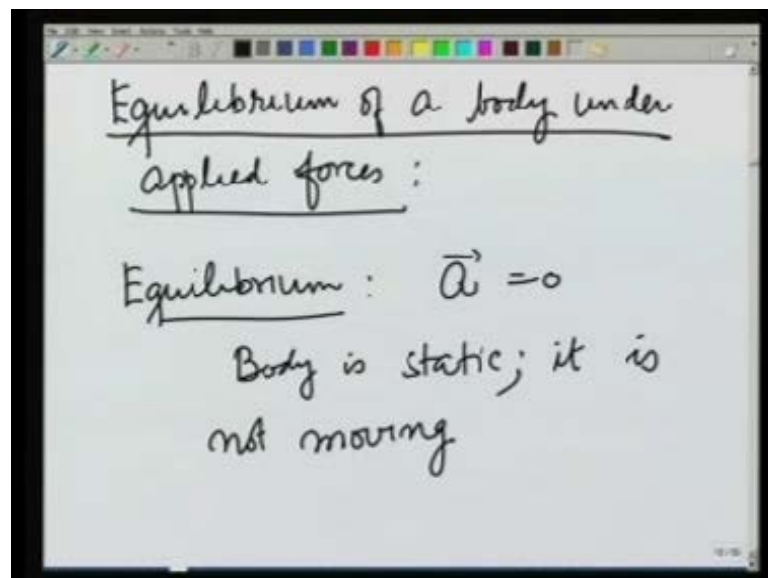 Equilibrium of a body under
applied forces :
Equilibrium : a⃗ = 0
Body is static; it is
not moving